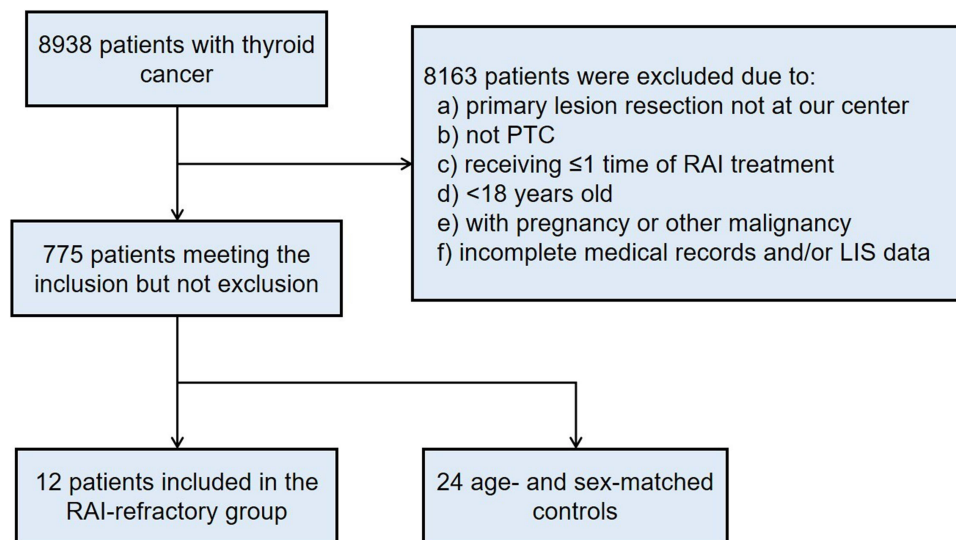 8938 patients with thyroid
cancer
8163 patients were excluded due to:
a) primary lesion resection not at our center
b) not PTC
c) receiving ≤1 time of RAI treatment
d) <18 years old
e) with pregnancy or other malignancy
f) incomplete medical records and/or LIS data
775 patients meeting the
inclusion but not exclusion
12 patients included in the
RAI-refractory group
24 age- and sex-matched
controls